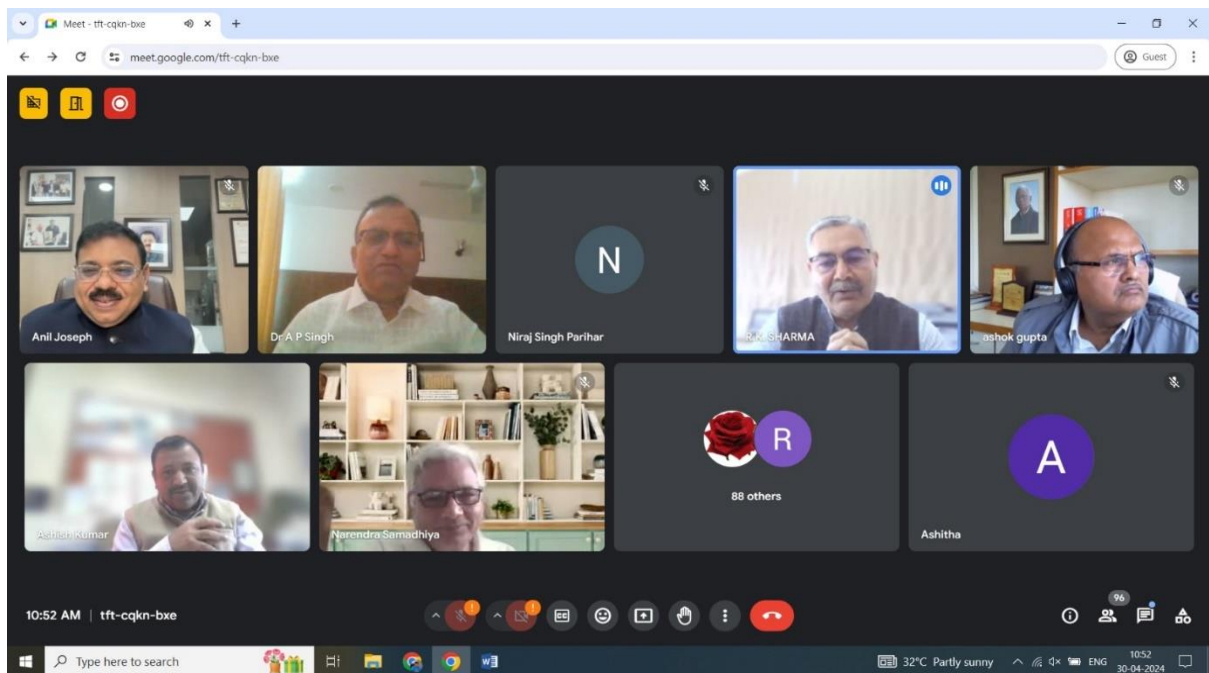 Meet - tft-cqkn-bxe
meet.google.com/tft-cqkn-bxe
Guest
Anil Joseph
Dr A P Singh
N
Niraj Singh Parihar
R.K. SHARMA
ashok gupta
Ashish Kumar
Narendra Samadhiya
R
88 others
A
Ashitha
10:52 AM | tft-cqkn-bxe
CC
96
Type here to search
32°C Partly sunny
ENG
10:52
30-04-2024